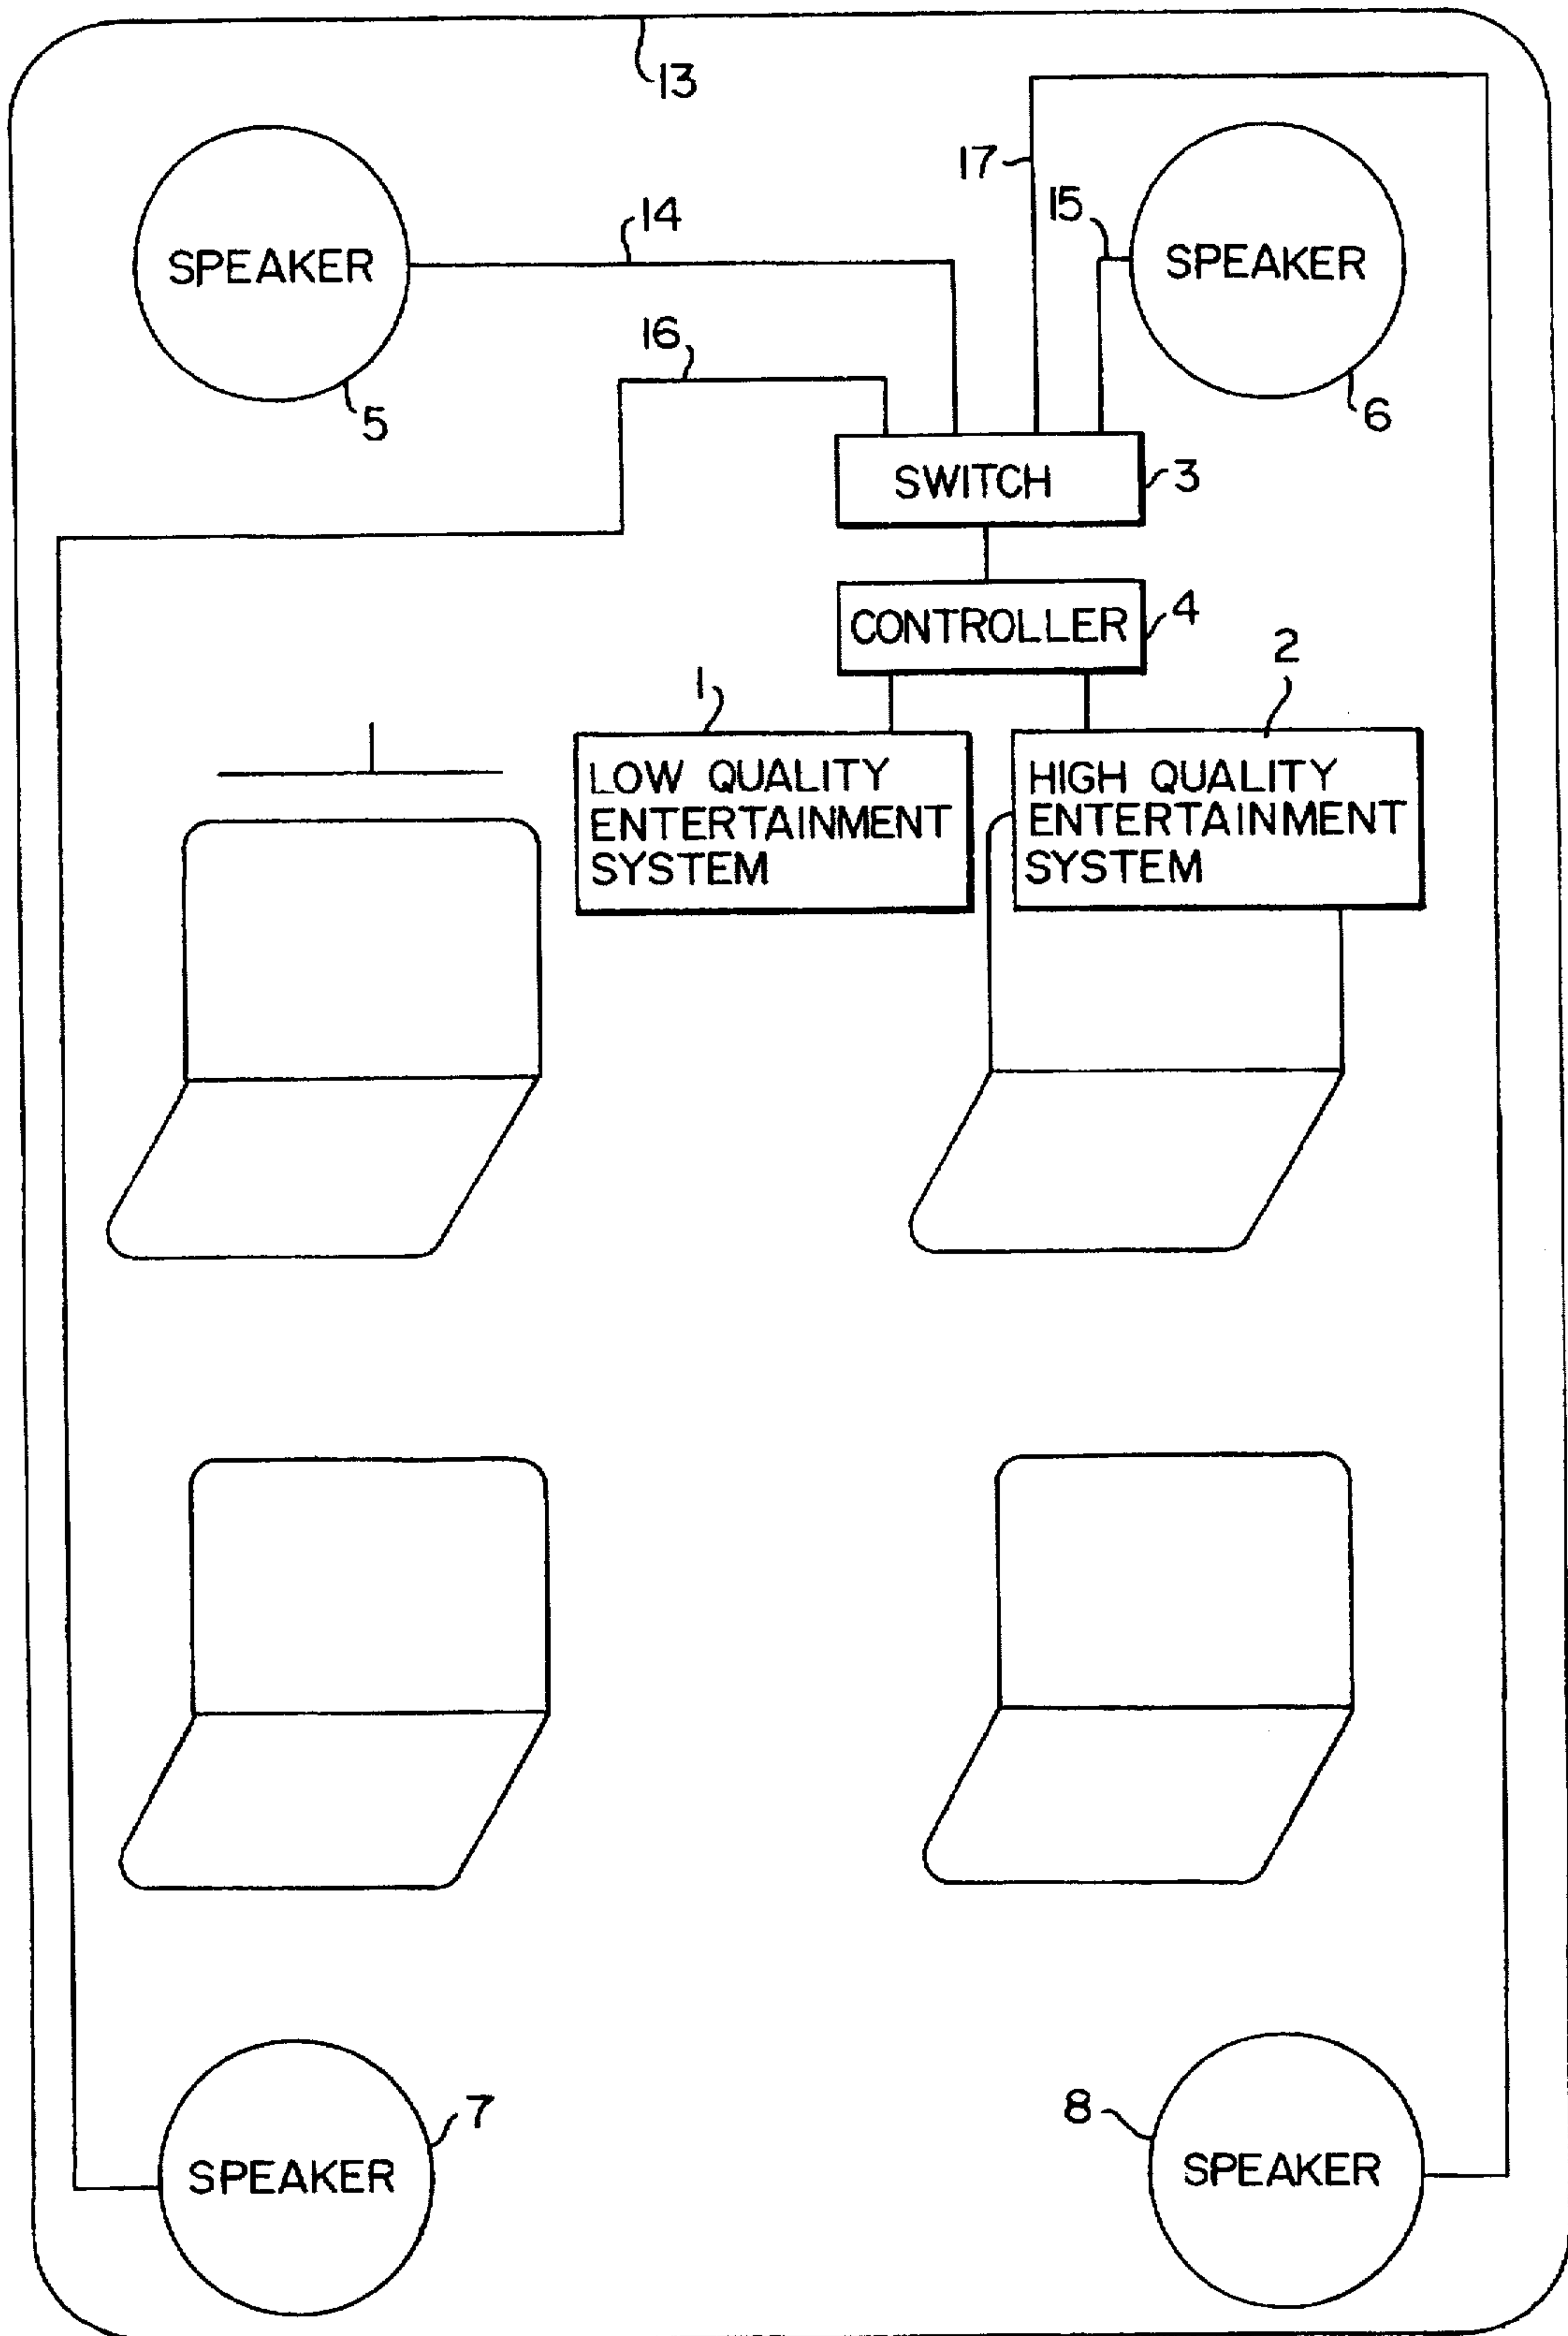 13
17
15
14
SPEAKER
SPEAKER
16
5
6
SWITCH
3
CONTROLLER
4
1
2
LOW QUALITY
ENTERTAINMENT
SYSTEM
HIGH QUALITY
ENTERTAINMENT
SYSTEM
7
8
SPEAKER
SPEAKER